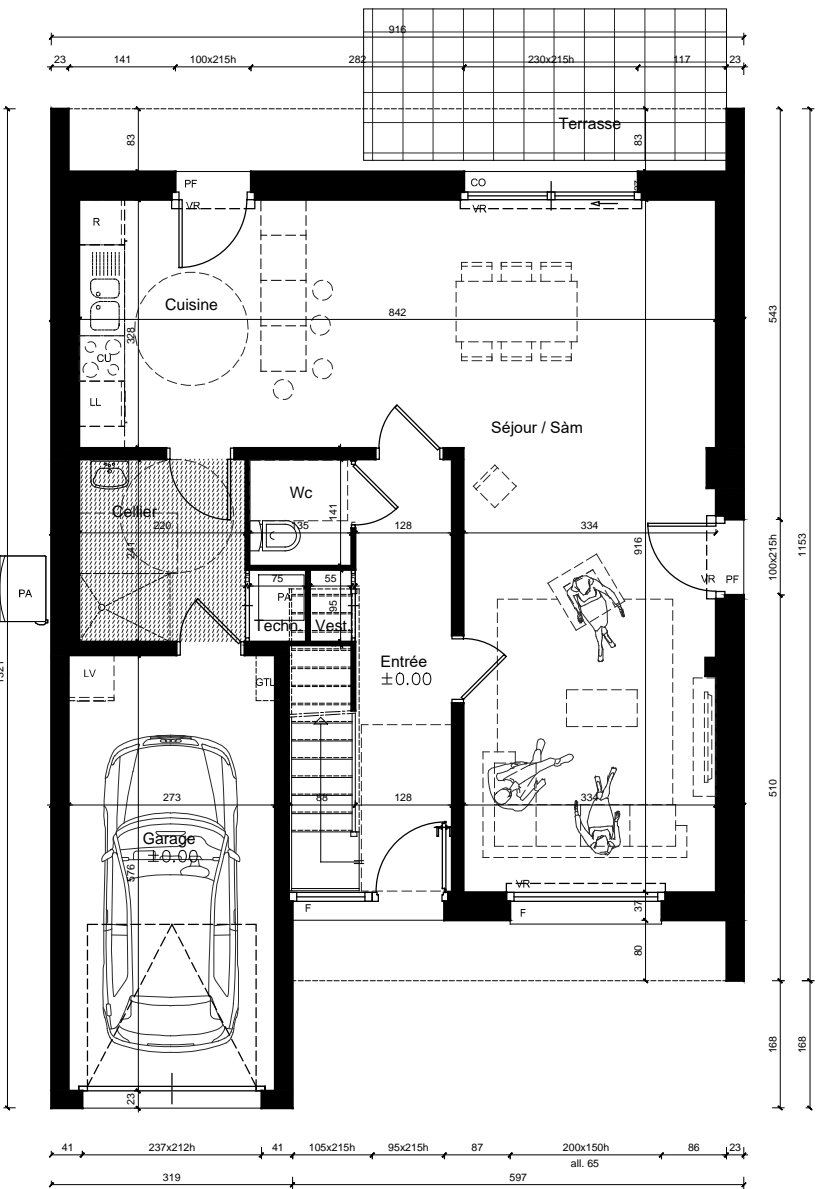 916
23 141 100x215h 282 230x215h 117 23
Terrasse
83 83
PF CO
VR VR
R
Cuisine
842
328
543
CU
LL
Séjour / Sàm
Wc
Cellier
141
220 135 5 128 334
241
916
100x215h
1153
VR PF
PA
75 55
PA
95
Techn. Vest.
Entrée
±0.00
LV
GTL
1321
273 88 128 334
510
Garage
±0.00
576
VR
F F
37
80
168 168
23
41 237x212h 41 105x215h 95x215h 87 200x150h 86 23
all. 65
319 597